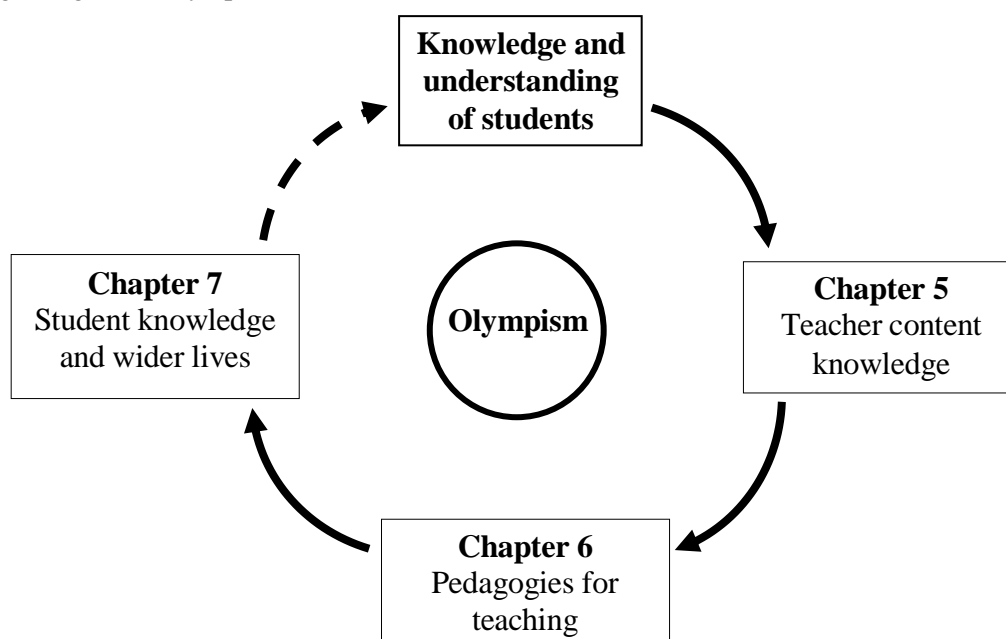 Knowledge and
understanding
of students
Chapter 7
Student knowledge
and wider lives
Olympism
Chapter 5
Teacher content
knowledge
Chapter 6
Pedagogies for
teaching